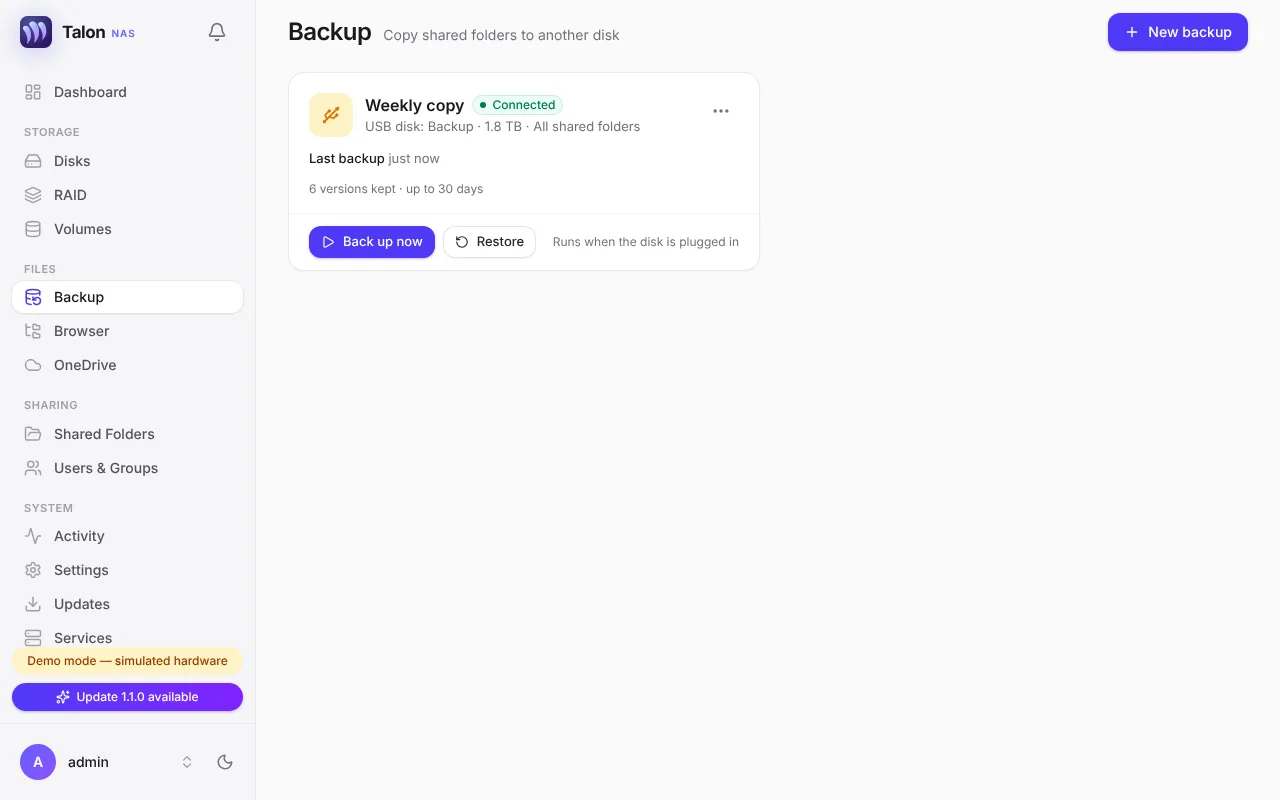 Talon NAS
Dashboard
STORAGE
Disks
RAID
Volumes
FILES
Backup
Browser
OneDrive
SHARING
Shared Folders
Users & Groups
SYSTEM
Activity
Settings
Updates
Services
Demo mode — simulated hardware
Update 1.1.0 available
A admin
Backup Copy shared folders to another disk
New backup
Weekly copy Connected
USB disk: Backup · 1.8 TB · All shared folders
Last backup just now
6 versions kept · up to 30 days
Back up now Restore Runs when the disk is plugged in